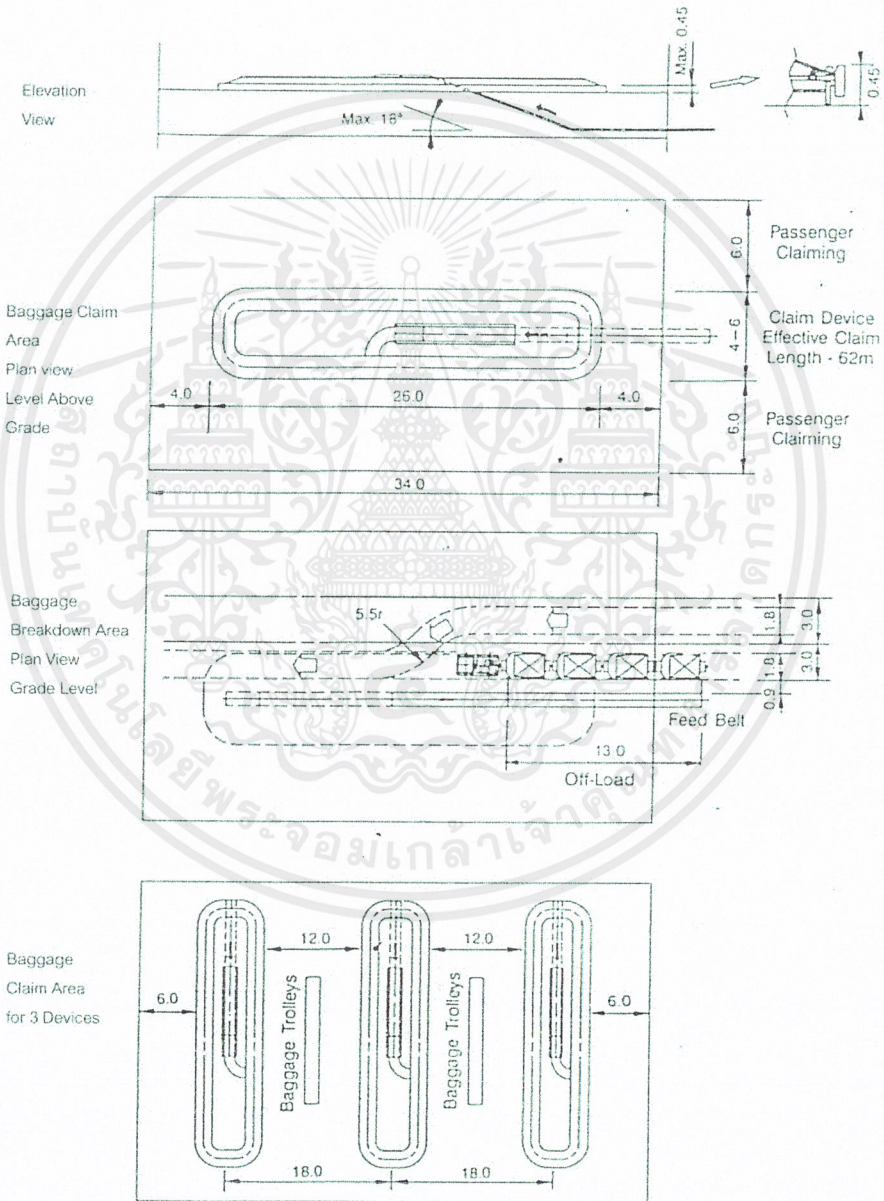 Elevation
View
Max. 18°
Max. 0.45
0.45
Baggage Claim
Area
Plan view
Level Above
Grade
4.0
26.0
4.0
34.0
6.0
4-6
6.0
Passenger
Claiming
Claim Device
Effective Claim
Length - 62m
Passenger
Claiming
Baggage
Breakdown Area
Plan View
Grade Level
5.5r
1.8
3.0
1.8
3.0
0.9
Feed Belt
13.0
Off-Load
Baggage
Claim Area
for 3 Devices
6.0
12.0
12.0
6.0
Baggage Trolleys
Baggage Trolleys
18.0
18.0